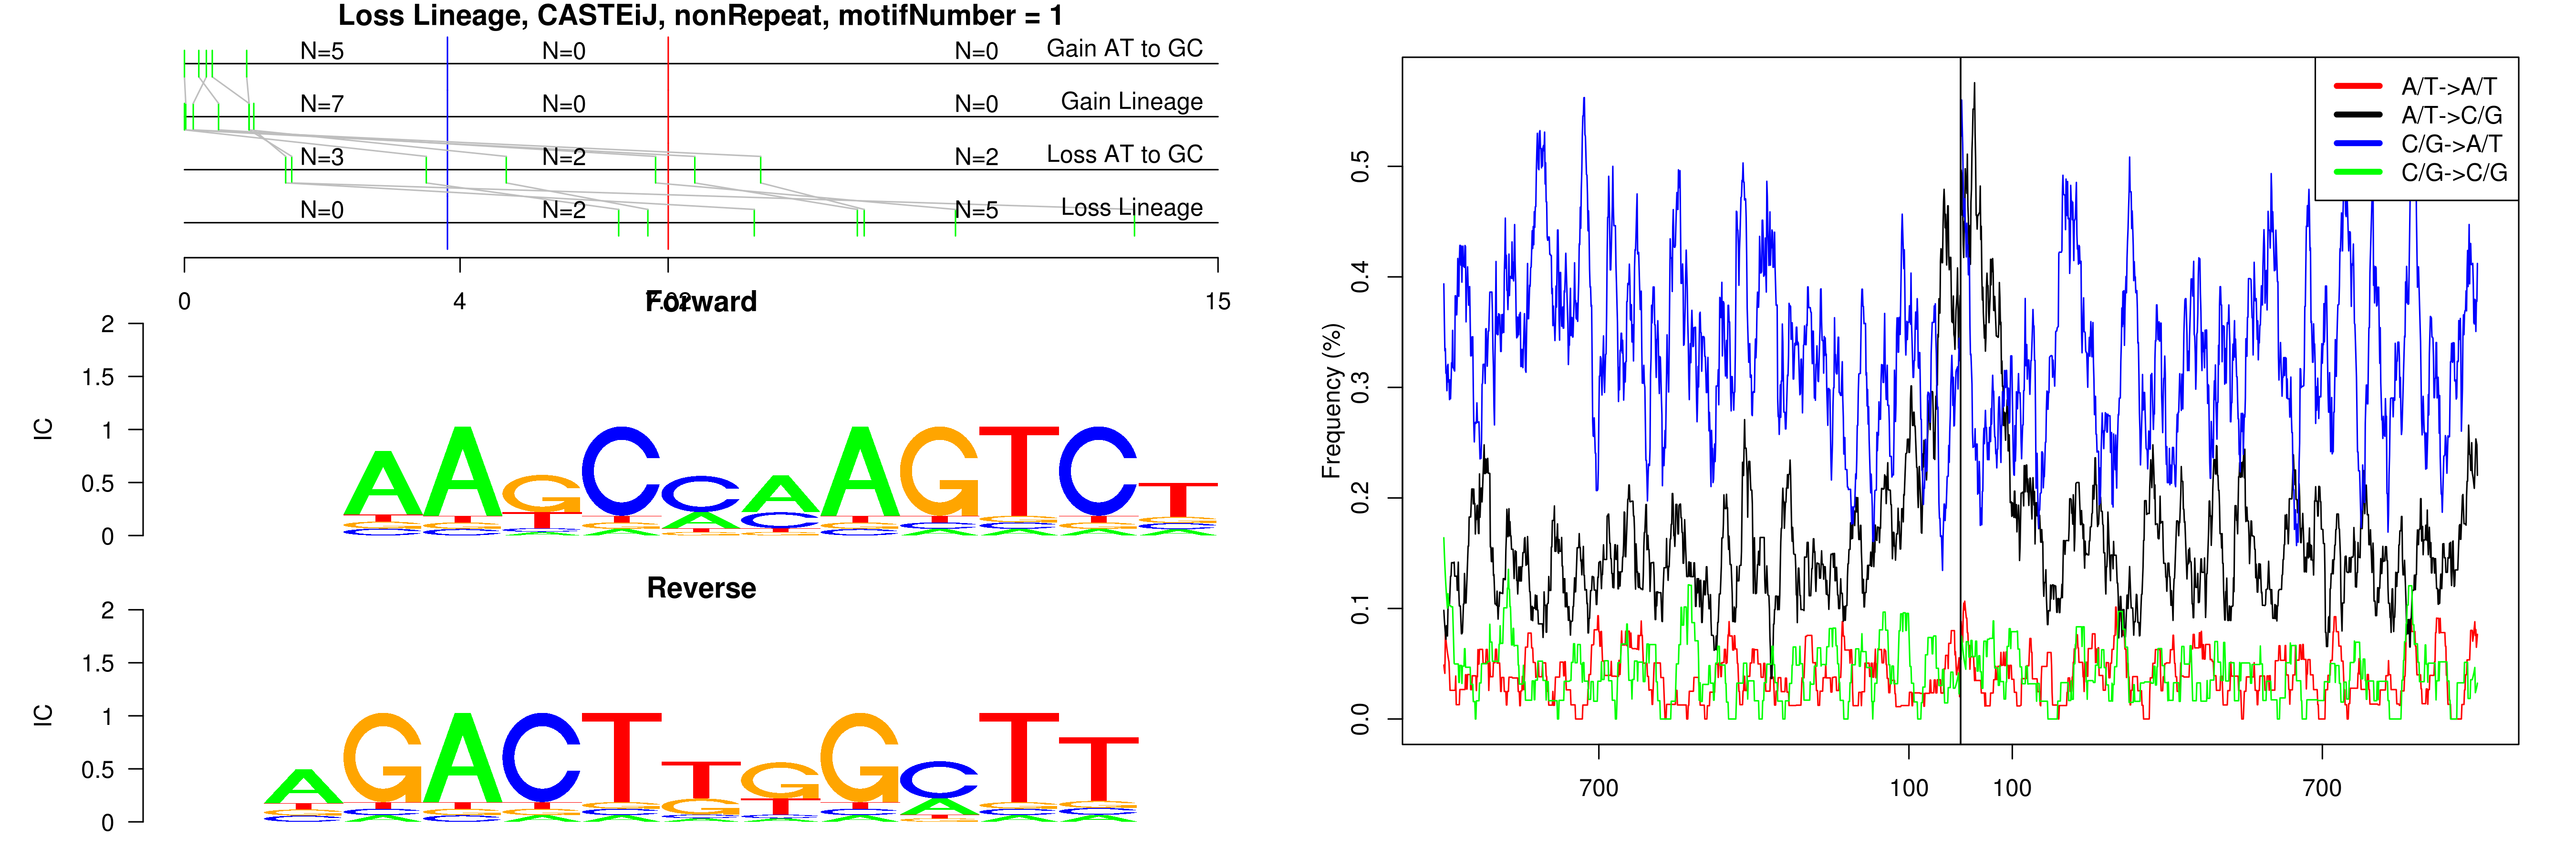 Loss Lineage, CASTEiJ, nonRepeat, motifNumber = 1
N=5 N=0 N=0 Gain AT to GC
N=7 N=0 N=0 Gain Lineage
N=3 N=2 N=2 Loss AT to GC
N=0 N=2 N=5 Loss Lineage
0 4 7.02 15
Forward
IC
2
1.5
1
0.5
0
A A G C C A A G T C T
Reverse
IC
2
1.5
1
0.5
0
A G A C T T G G C T T
Frequency (%)
0.5
0.4
0.3
0.2
0.1
0.0
700 100 100 700
A/T->A/T
A/T->C/G
C/G->A/T
C/G->C/G